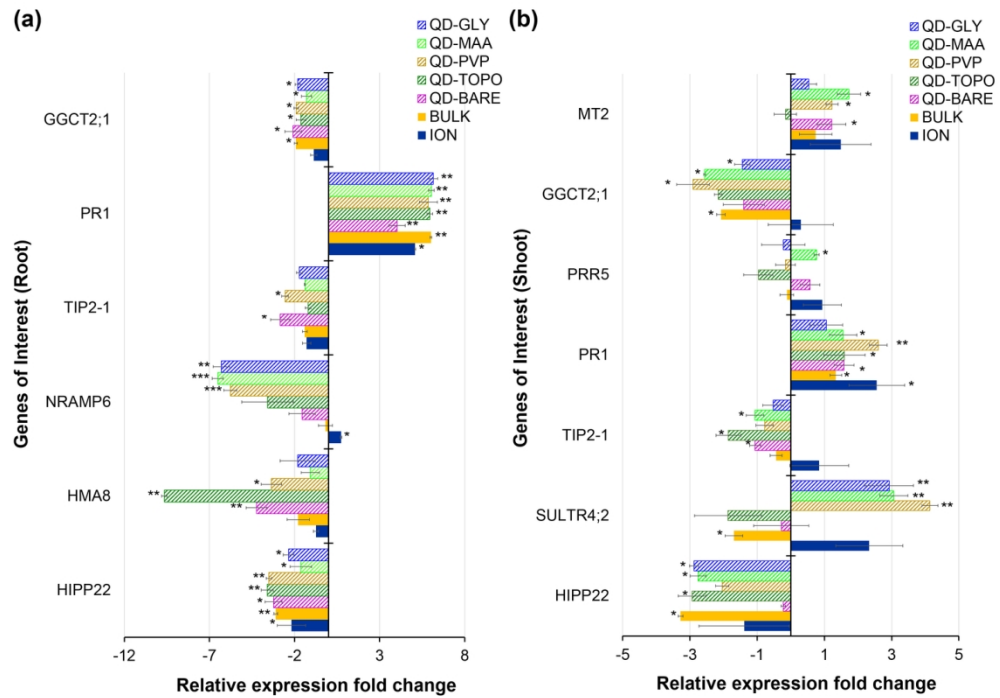 (a)
QD-GLY
QD-MAA
QD-PVP
QD-TOPO
QD-BARE
BULK
ION
Genes of Interest (Root)
GGCT2;1
* 
*
*
*
*
*
PR1
**
**
**
**
**
**
*
TIP2-1
*
*
NRAMP6
**
***
***
*
HMA8
*
**
**
HIPP22
*
*
**
**
*
**
*
-12 -7 -2 3 8
Relative expression fold change
(b)
QD-GLY
QD-MAA
QD-PVP
QD-TOPO
QD-BARE
BULK
ION
Genes of Interest (Shoot)
MT2
*
*
*
GGCT2;1
*
*
*
*
PRR5
*
PR1
*
**
*
*
*
*
TIP2-1
*
*
*
SULTR4;2
**
**
**
*
HIPP22
*
*
*
*
-5 -3 -1 1 3 5
Relative expression fold change